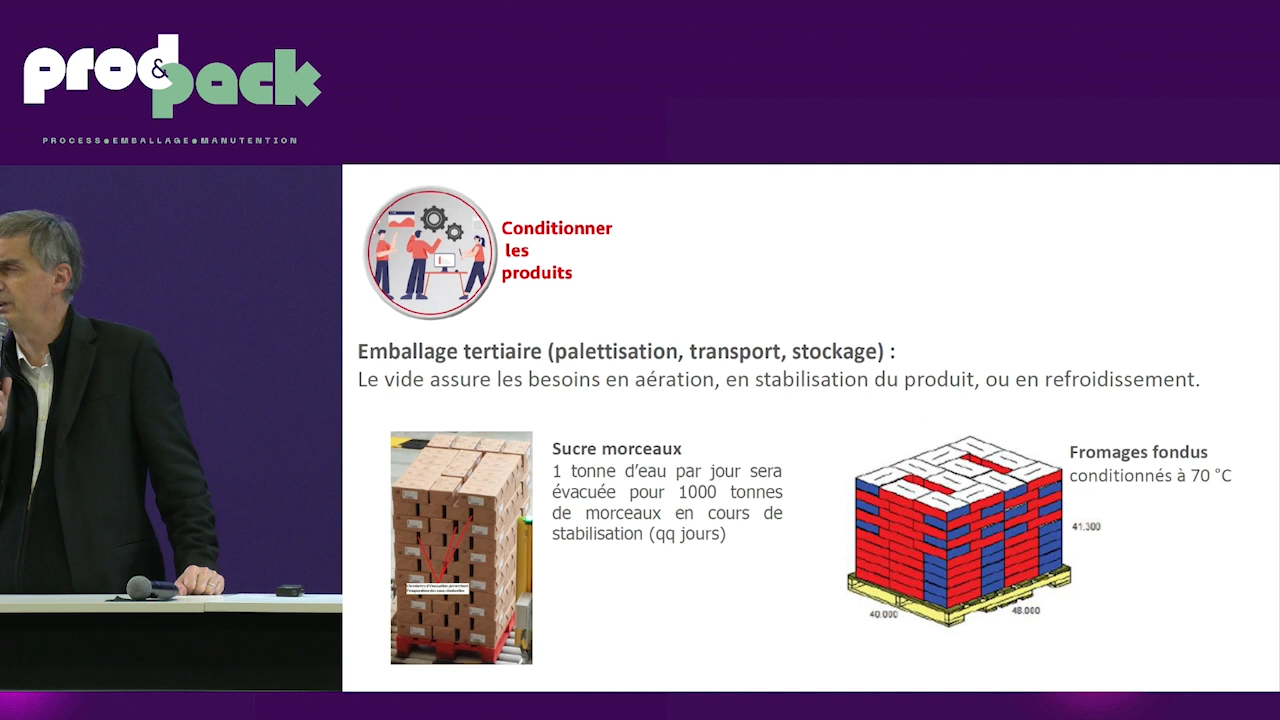 prod&pack
PROCESS●EMBALLAGE●MANUTENTION
Conditionner
les
produits
Emballage tertiaire (palettisation, transport, stockage) :
Le vide assure les besoins en aération, en stabilisation du produit, ou en refroidissement.
Sucre morceaux
1 tonne d’eau par jour sera
évacuée pour 1000 tonnes
de morceaux en cours de
stabilisation (qq jours)
Fromages fondus
conditionnés à 70 °C
41.300
40.000
48.000